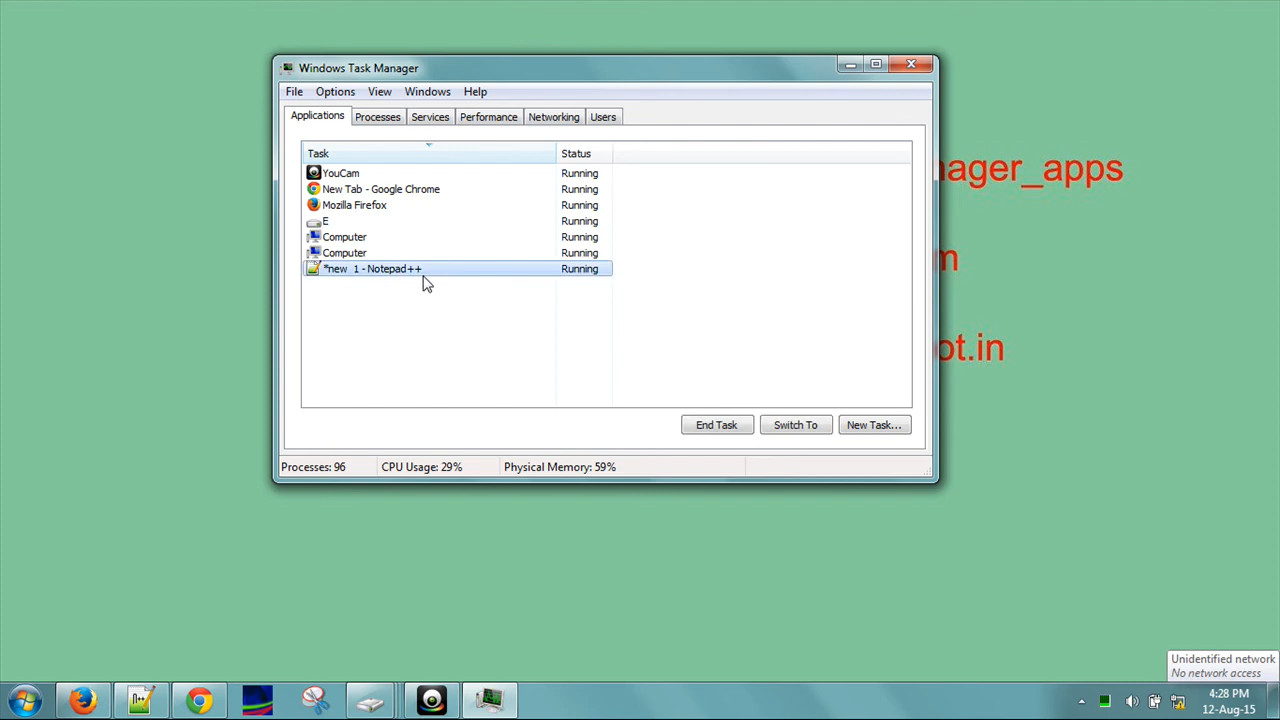 Windows Task Manager
File Options View Windows Help
Applications Processes Services Performance Networking Users
Task Status
YouCam Running
New Tab - Google Chrome Running
Mozilla Firefox Running
E Running
Computer Running
Computer Running
*new 1 - Notepad++ Running
nager_apps
m
ot.in
End Task Switch To New Task...
Processes: 96 CPU Usage: 29% Physical Memory: 59%
Unidentified network
No network access
4:28 PM
12-Aug-15